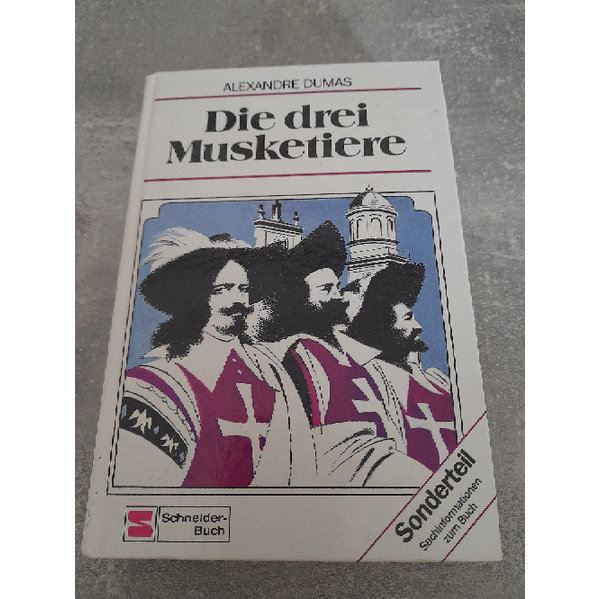 ALEXANDRE DUMAS
Die drei
Musketiere
Schneider-
Buch
Sonderteil
Sachinformationen
zum Buch